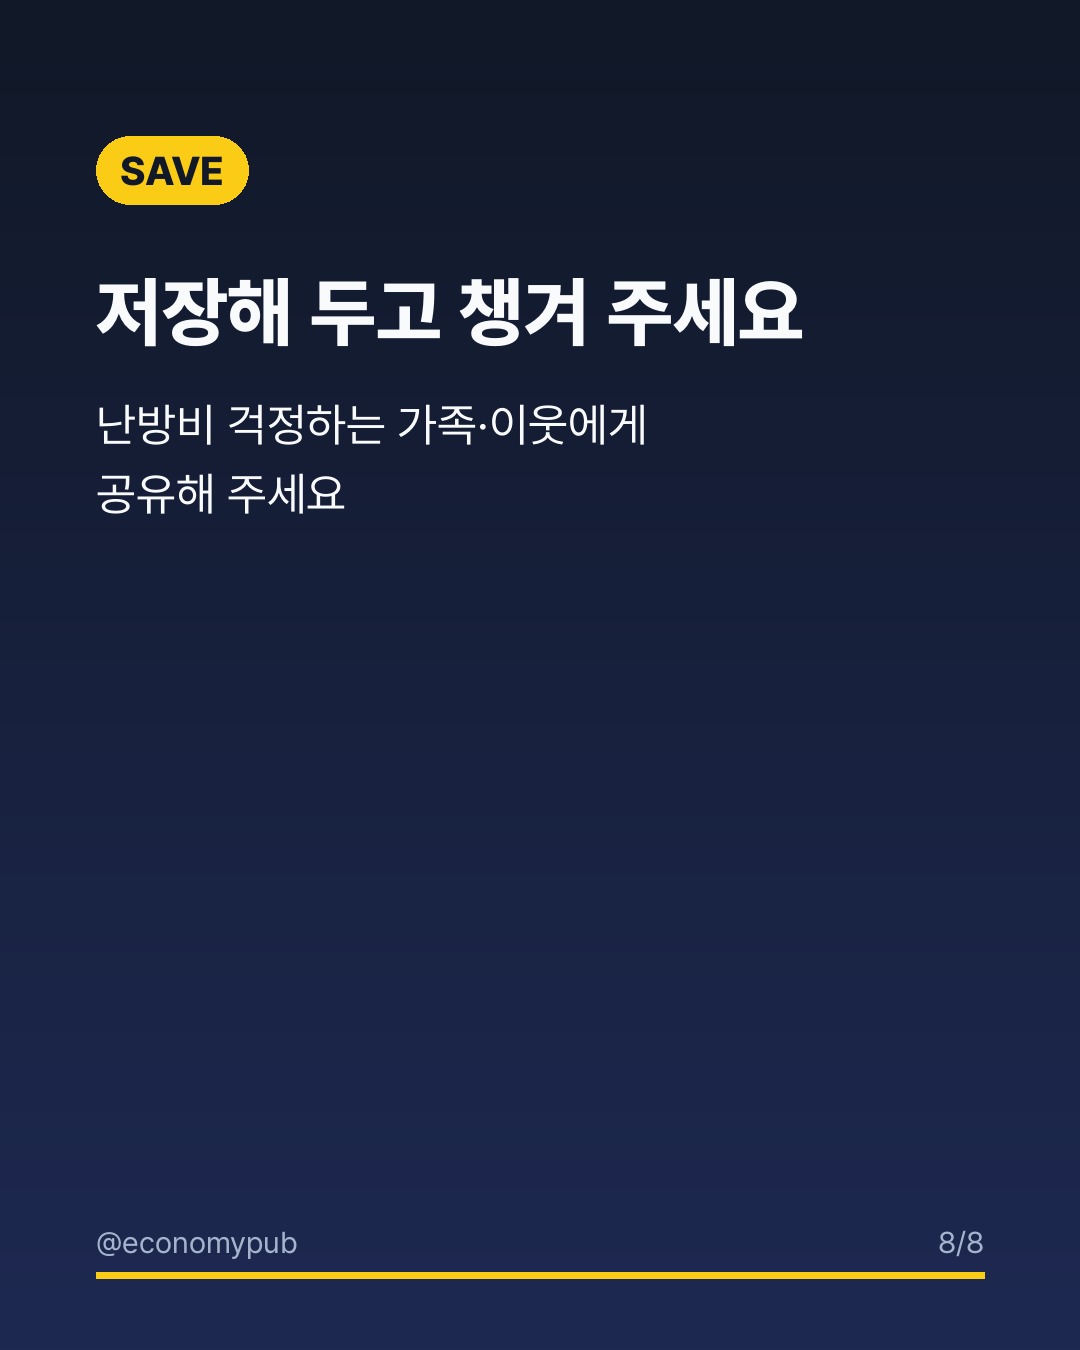 SAVE
저장해 두고 챙겨 주세요
난방비 걱정하는 가족·이웃에게
공유해 주세요
@economypub
8/8